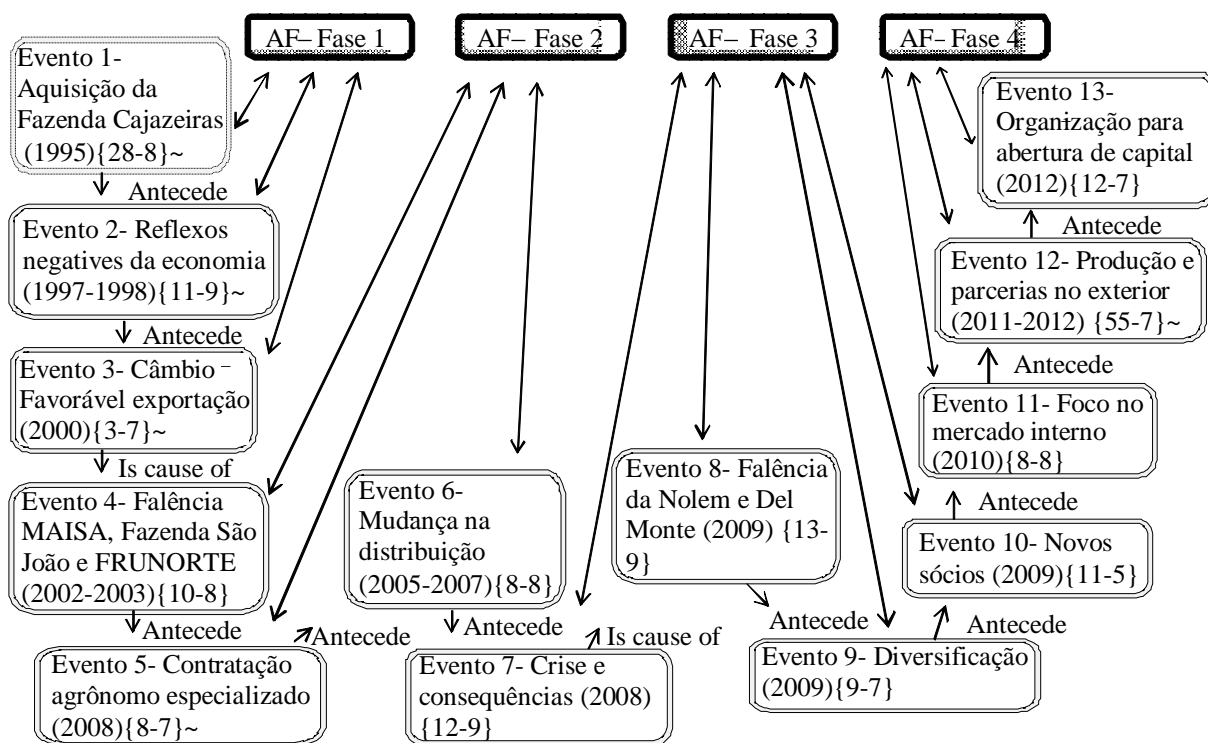 AF– Fase 1
AF– Fase 2
AF– Fase 3
AF– Fase 4
Evento 1-
Aquisição da
Fazenda Cajazeiras
(1995){28-8}~
Antecede
Evento 2- Reflexos
negatives da economia
(1997-1998){11-9}~
Antecede
Evento 3- Câmbio –
Favorável exportação
(2000){3-7}~
Is cause of
Evento 4- Falência
MAISA, Fazenda São
João e FRUNORTE
(2002-2003){10-8}
Antecede
Evento 5- Contratação
agrônomo especializado
(2008){8-7}~
Antecede
Evento 6-
Mudança na
distribuição
(2005-2007){8-8}
Antecede
Evento 7- Crise e
consequências (2008)
{12-9}
Is cause of
Evento 8- Falência
da Nolem e Del
Monte (2009) {13-
9}
Antecede
Evento 9- Diversificação
(2009){9-7}
Antecede
Evento 10- Novos
sócios (2009){11-5}
Antecede
Evento 11- Foco no
mercado interno
(2010){8-8}
Antecede
Evento 12- Produção e
parcerias no exterior
(2011-2012) {55-7}~
Antecede
Evento 13-
Organização para
abertura de capital
(2012){12-7}